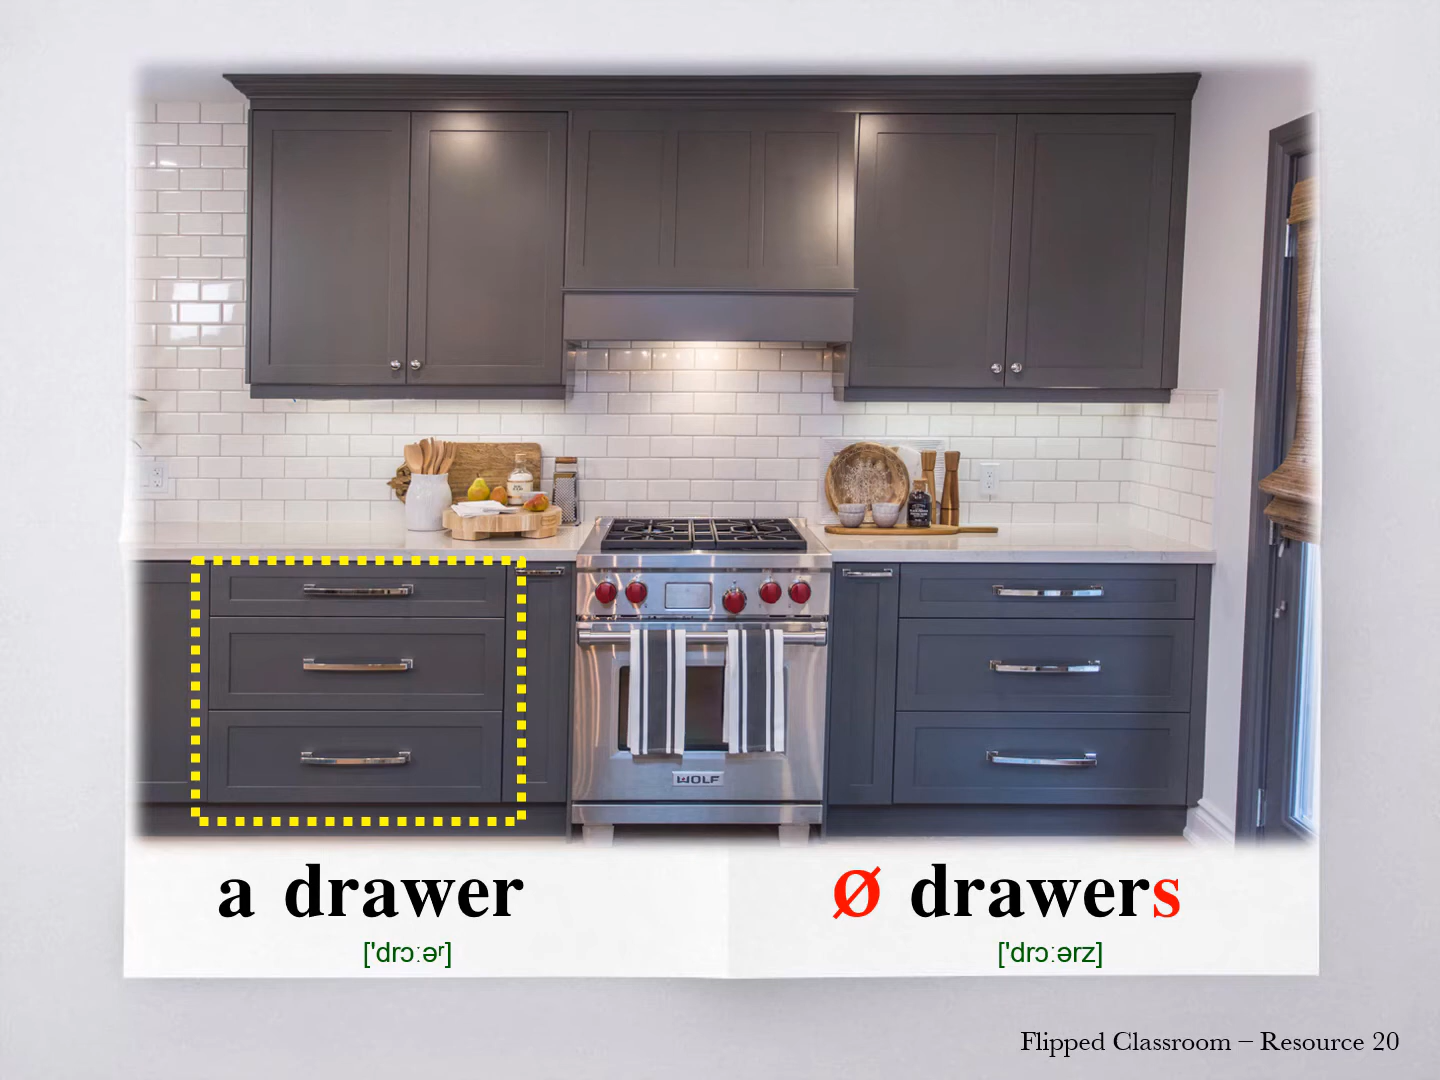 WOLF
a drawer
Ø drawers
['drɔːəʳ]
['drɔːərz]
Flipped Classroom – Resource 20